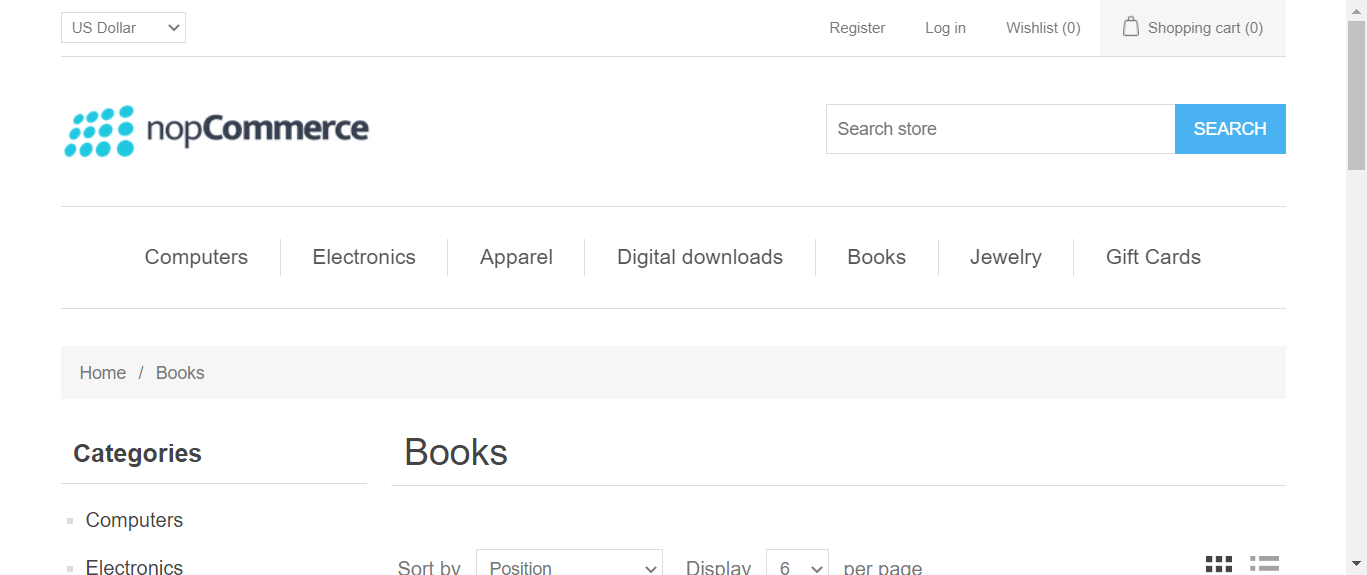 US Dollar Register Log in Wishlist (0) Shopping cart (0)
nopCommerce Search store SEARCH
Computers Electronics Apparel Digital downloads Books Jewelry Gift Cards
Home / Books
Categories
Books
Computers
Electronics
Sort by Position Display 6 per page